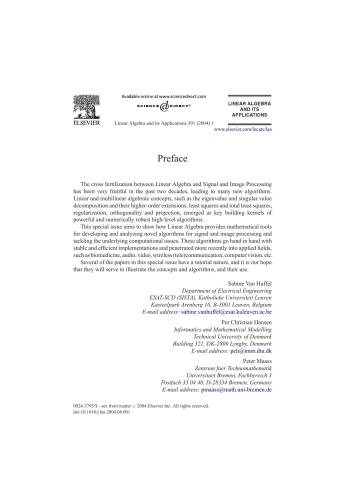 Available online at www.sciencedirect.com
SCIENCE DIRECT®
LINEAR ALGEBRA
AND ITS
APPLICATIONS
ELSEVIER
Linear Algebra and its Applications 391 (2004) 1
www.elsevier.com/locate/laa
Preface
The cross fertilization between Linear Algebra and Signal and Image Processing
has been very fruitful in the past two decades, leading to many new algorithms.
Linear and multilinear algebraic concepts, such as the eigenvalue and singular value
decomposition and their higher-order extensions, least squares and total least squares,
regularization, orthogonality and projection, emerged as key building kernels of
powerful and numerically robust high-level algorithms.
This special issue aims to show how Linear Algebra provides mathematical tools
for developing and analyzing novel algorithms for signal and image processing and
tackling the underlying computational issues. These algorithms go hand in hand with
stable and efficient implementations and penetrated more recently into applied fields,
such as biomedicine, audio, video, wireless (tele)communication, computer vision, etc.
Several of the papers in this special issue have a tutorial nature, and it is our hope
that they will serve to illustrate the concepts and algorithms, and their use.
Sabine Van Huffel
Department of Electrical Engineering
ESAT-SCD (SISTA), Katholieke Universiteit Leuven
Kasteelpark Arenberg 10, B-3001 Leuven, Belgium
E-mail address: sabine.vanhuffel@esat.kuleuven.ac.be
Per Christian Hansen
Informatics and Mathematical Modelling
Technical University of Denmark
Building 321, DK-2800 Lyngby, Denmark
E-mail address: pch@imm.dtu.dk
Peter Maass
Zentrum fuer Technomathematik
Universitaet Bremen, Fachbereich 3
Postfach 33 04 40, D-28334 Bremen, Germany
E-mail address: pmaass@math.uni-bremen.de
0024-3795/$ - see front matter © 2004 Elsevier Inc. All rights reserved.
doi:10.1016/j.laa.2004.08.001